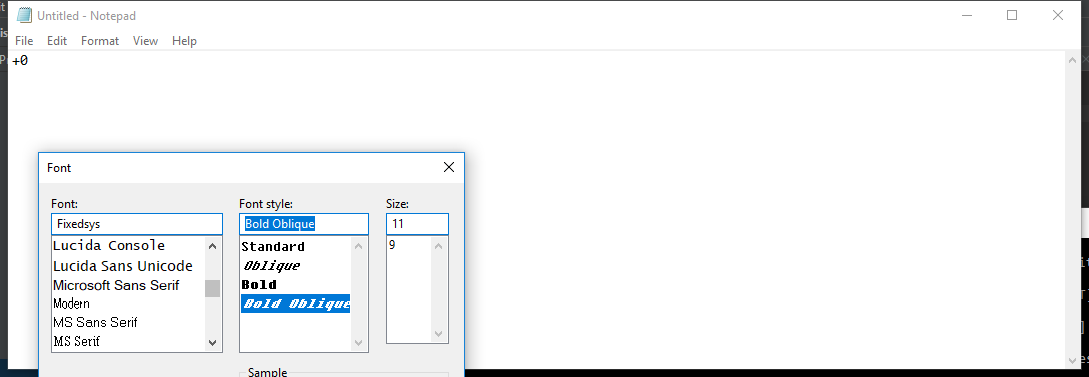 Untitled - Notepad
File Edit Format View Help
+0
Font
Font: Font style: Size:
Fixedsys Bold Oblique 11
Lucida Console Standard 9
Lucida Sans Unicode Oblique
Microsoft Sans Serif Bold
Modern Bold Oblique
MS Sans Serif
MS Serif
Sample